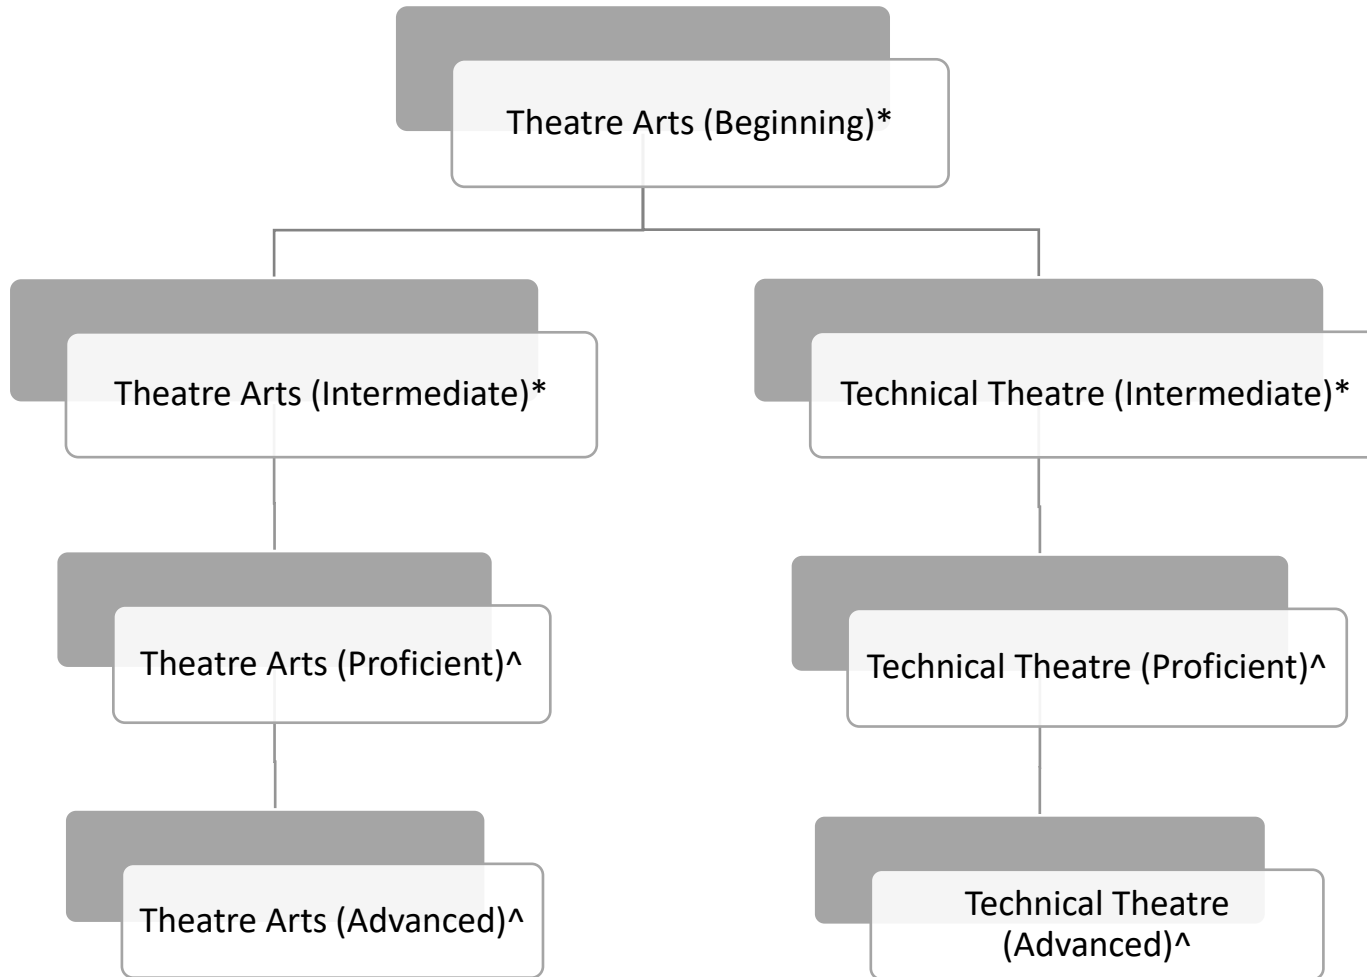 Theatre Arts (Beginning)*
Theatre Arts (Intermediate)*
Technical Theatre (Intermediate)*
Theatre Arts (Proficient)^
Technical Theatre (Proficient)^
Theatre Arts (Advanced)^
Technical Theatre
(Advanced)^